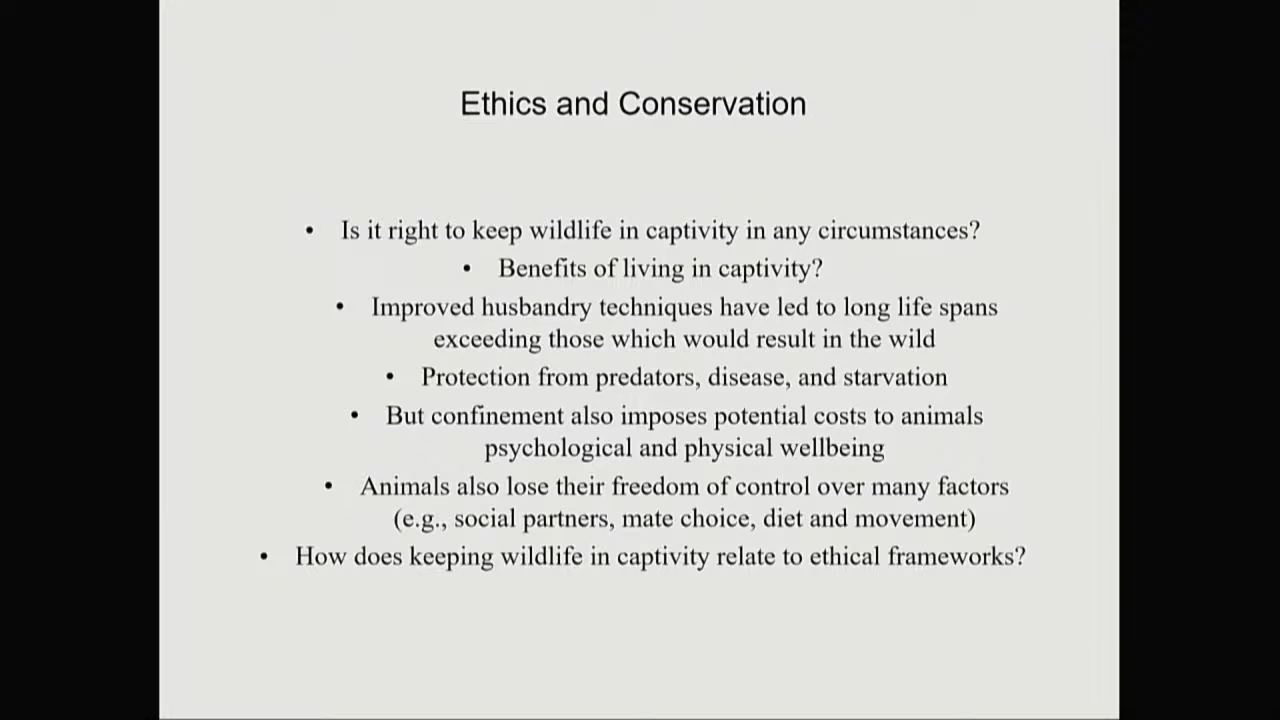 Ethics and Conservation
• Is it right to keep wildlife in captivity in any circumstances?
• Benefits of living in captivity?
• Improved husbandry techniques have led to long life spans
exceeding those which would result in the wild
• Protection from predators, disease, and starvation
• But confinement also imposes potential costs to animals
psychological and physical wellbeing
• Animals also lose their freedom of control over many factors
(e.g., social partners, mate choice, diet and movement)
• How does keeping wildlife in captivity relate to ethical frameworks?